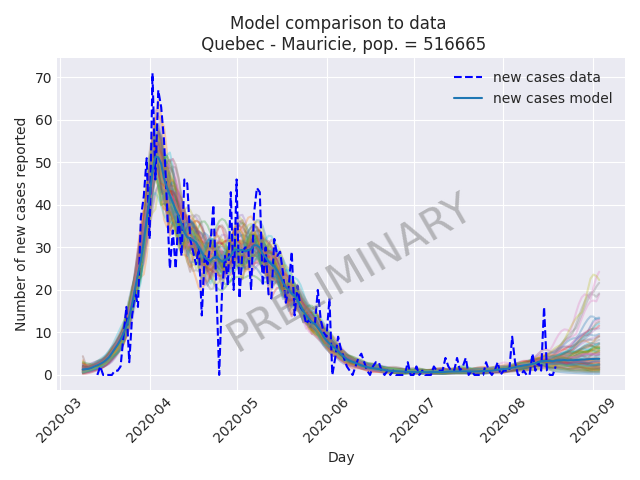 Model comparison to data
Quebec - Mauricie, pop. = 516665
new cases data
new cases model
Number of new cases reported
70
60
50
40
30
20
10
0
PRELIMINARY
2020-03
2020-04
2020-05
2020-06
2020-07
2020-08
2020-09
Day